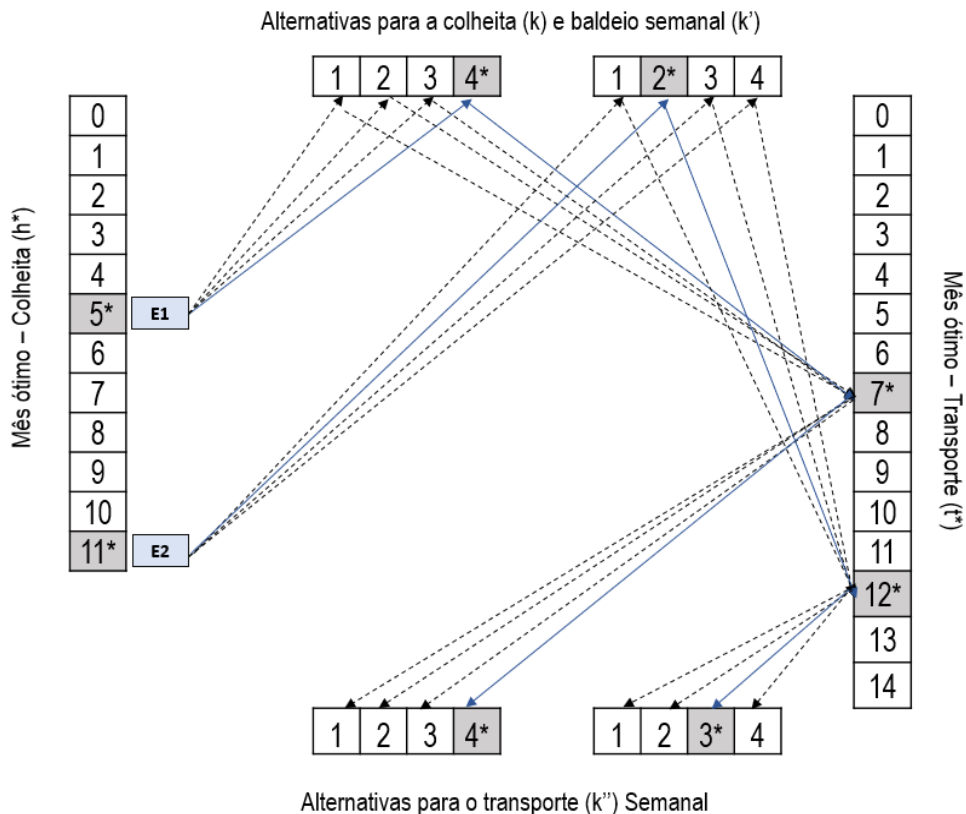 Alternativas para a colheita (k) e baldeio semanal (k’)
1 2 3 4*
1 2* 3 4
Mês ótimo – Colheita (h*)
0
1
2
3
4
5*
6
7
8
9
10
11*
E1
E2
0
1
2
3
4
5
6
7*
8
9
10
11
12*
13
14
Mês ótimo – Transporte (t*)
1 2 3 4*
1 2 3* 4
Alternativas para o transporte (k’’) Semanal